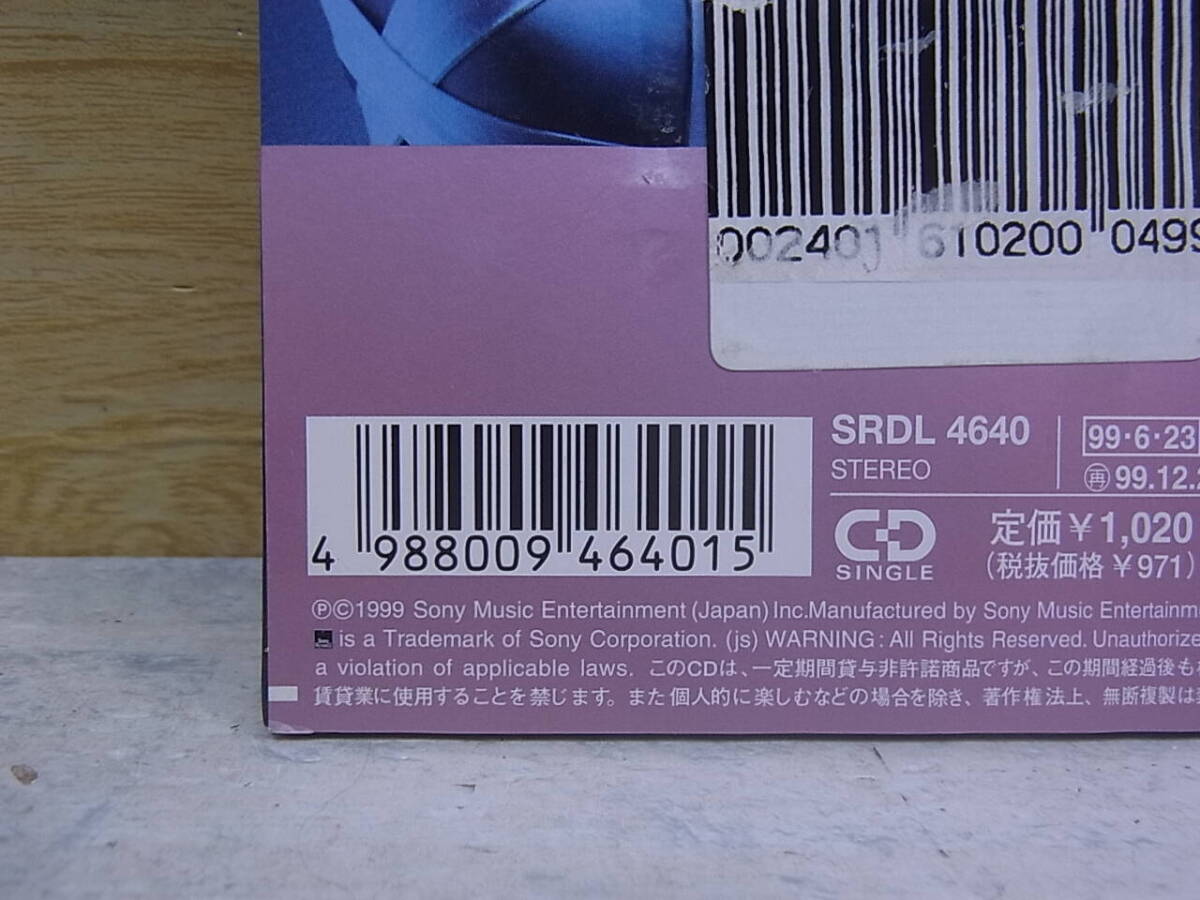 002401 610200 0499
SRDL 4640
STEREO
99・6・23
再 99.12.2
4 988009 464015
CD
SINGLE
定価￥1,020
(税抜価格￥971)
Ⓟ©1999 Sony Music Entertainment (Japan) Inc.Manufactured by Sony Music Entertainm
is a Trademark of Sony Corporation. (js) WARNING: All Rights Reserved. Unauthorize
a violation of applicable laws. このCDは、一定期間貸与非許諾商品ですが、この期間経過後も
賃貸業に使用することを禁じます。また個人的に楽しむなどの場合を除き、著作権法上、無断複製は